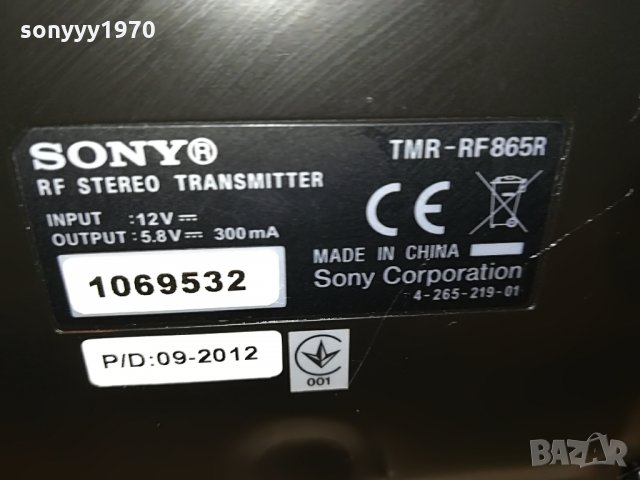 sonyyy1970
SONY®
TMR-RF865R
RF STEREO TRANSMITTER
INPUT :12V⎓
OUTPUT :5.8V⎓ 300mA
CE
1069532
MADE IN CHINA
Sony Corporation
4-265-219-01
P/D:09-2012
001
BAZAR